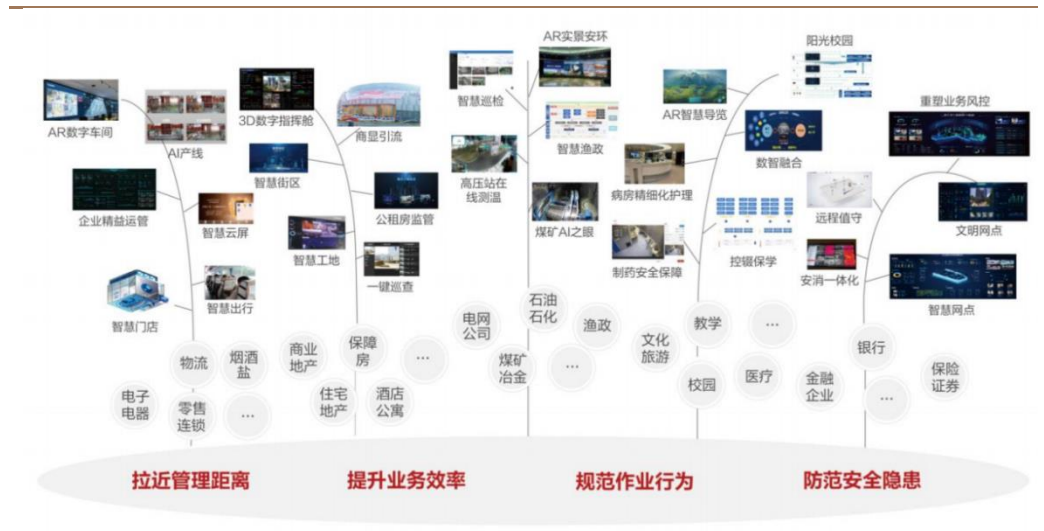 AR数字车间
AI产线
企业精益运管
智慧云屏
智慧门店
智慧出行
3D数字指挥舱
商显引流
智慧街区
公租房监管
智慧工地
一键巡查
AR实景安环
智慧巡检
智慧渔政
高压站在
线测温
煤矿AI之眼
阳光校园
AR智慧导览
数智融合
病房精细化护理
控辍保学
制药安全保障
重塑业务风控
远程值守
文明网点
安消一体化
智慧网点
物流
烟酒
盐
电子
电器
零售
连锁
...
商业
地产
保障
房
...
住宅
地产
酒店
公寓
电网
公司
石油
石化
渔政
煤矿
冶金
...
文化
旅游
教学
...
校园
医疗
金融
企业
银行
...
保险
证券
拉近管理距离
提升业务效率
规范作业行为
防范安全隐患